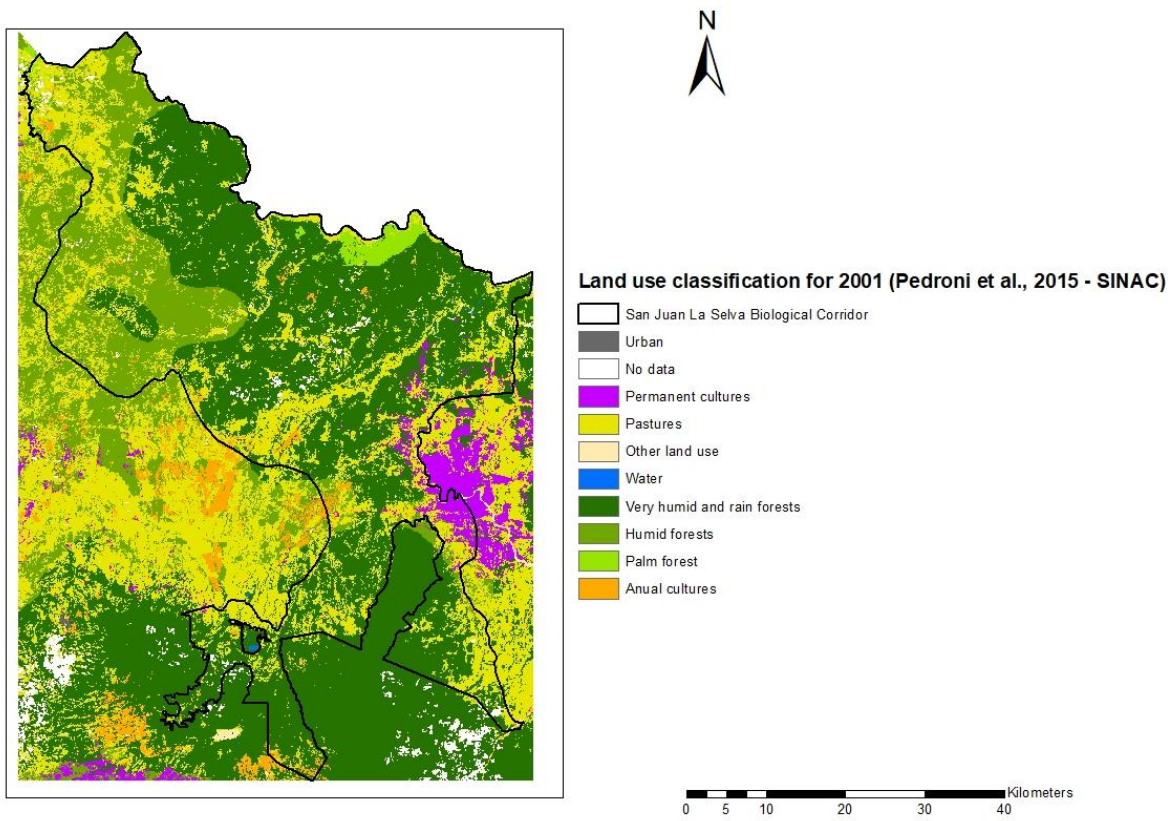 N
Land use classification for 2001 (Pedroni et al., 2015 - SINAC)
San Juan La Selva Biological Corridor
Urban
No data
Permanent cultures
Pastures
Other land use
Water
Very humid and rain forests
Humid forests
Palm forest
Anual cultures
Kilometers
0 5 10 20 30 40